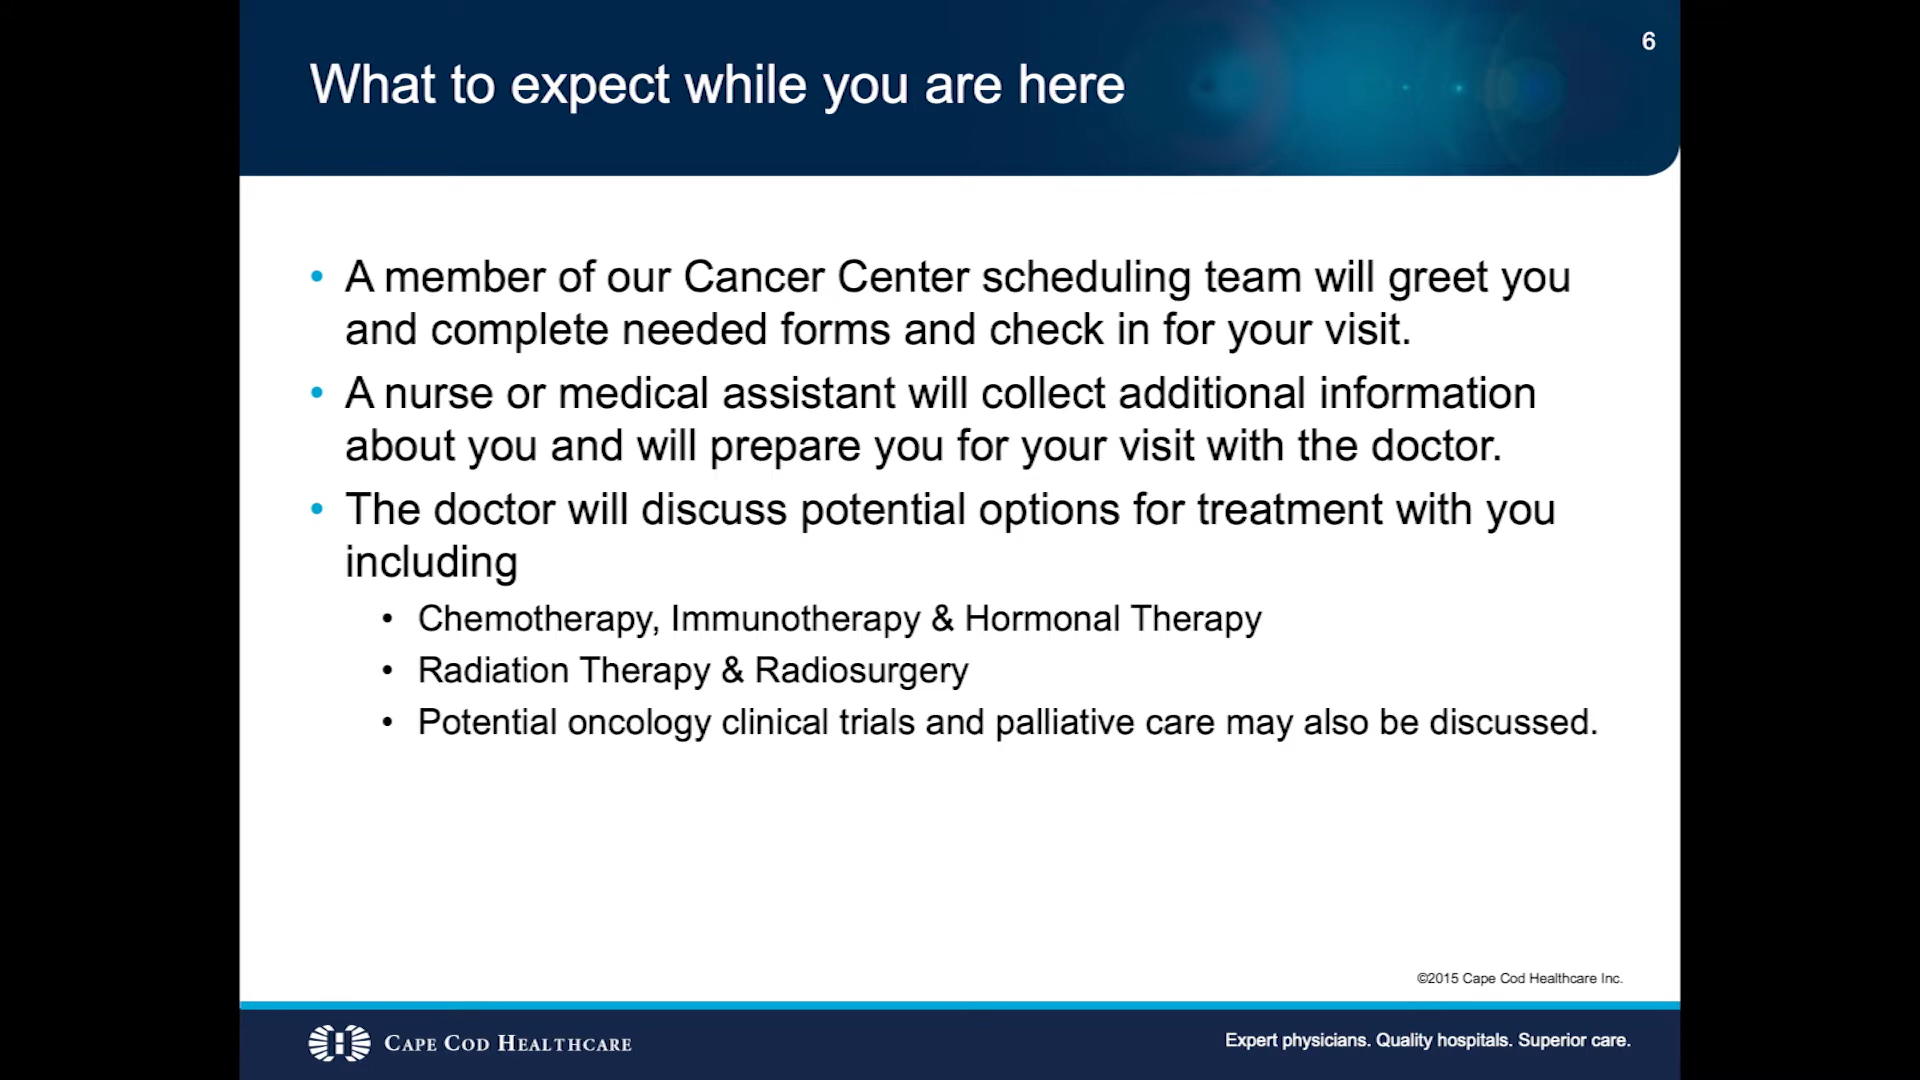 6
What to expect while you are here
• A member of our Cancer Center scheduling team will greet you
and complete needed forms and check in for your visit.
• A nurse or medical assistant will collect additional information
about you and will prepare you for your visit with the doctor.
• The doctor will discuss potential options for treatment with you
including
• Chemotherapy, Immunotherapy & Hormonal Therapy
• Radiation Therapy & Radiosurgery
• Potential oncology clinical trials and palliative care may also be discussed.
©2015 Cape Cod Healthcare Inc.
CAPE COD HEALTHCARE
Expert physicians. Quality hospitals. Superior care.